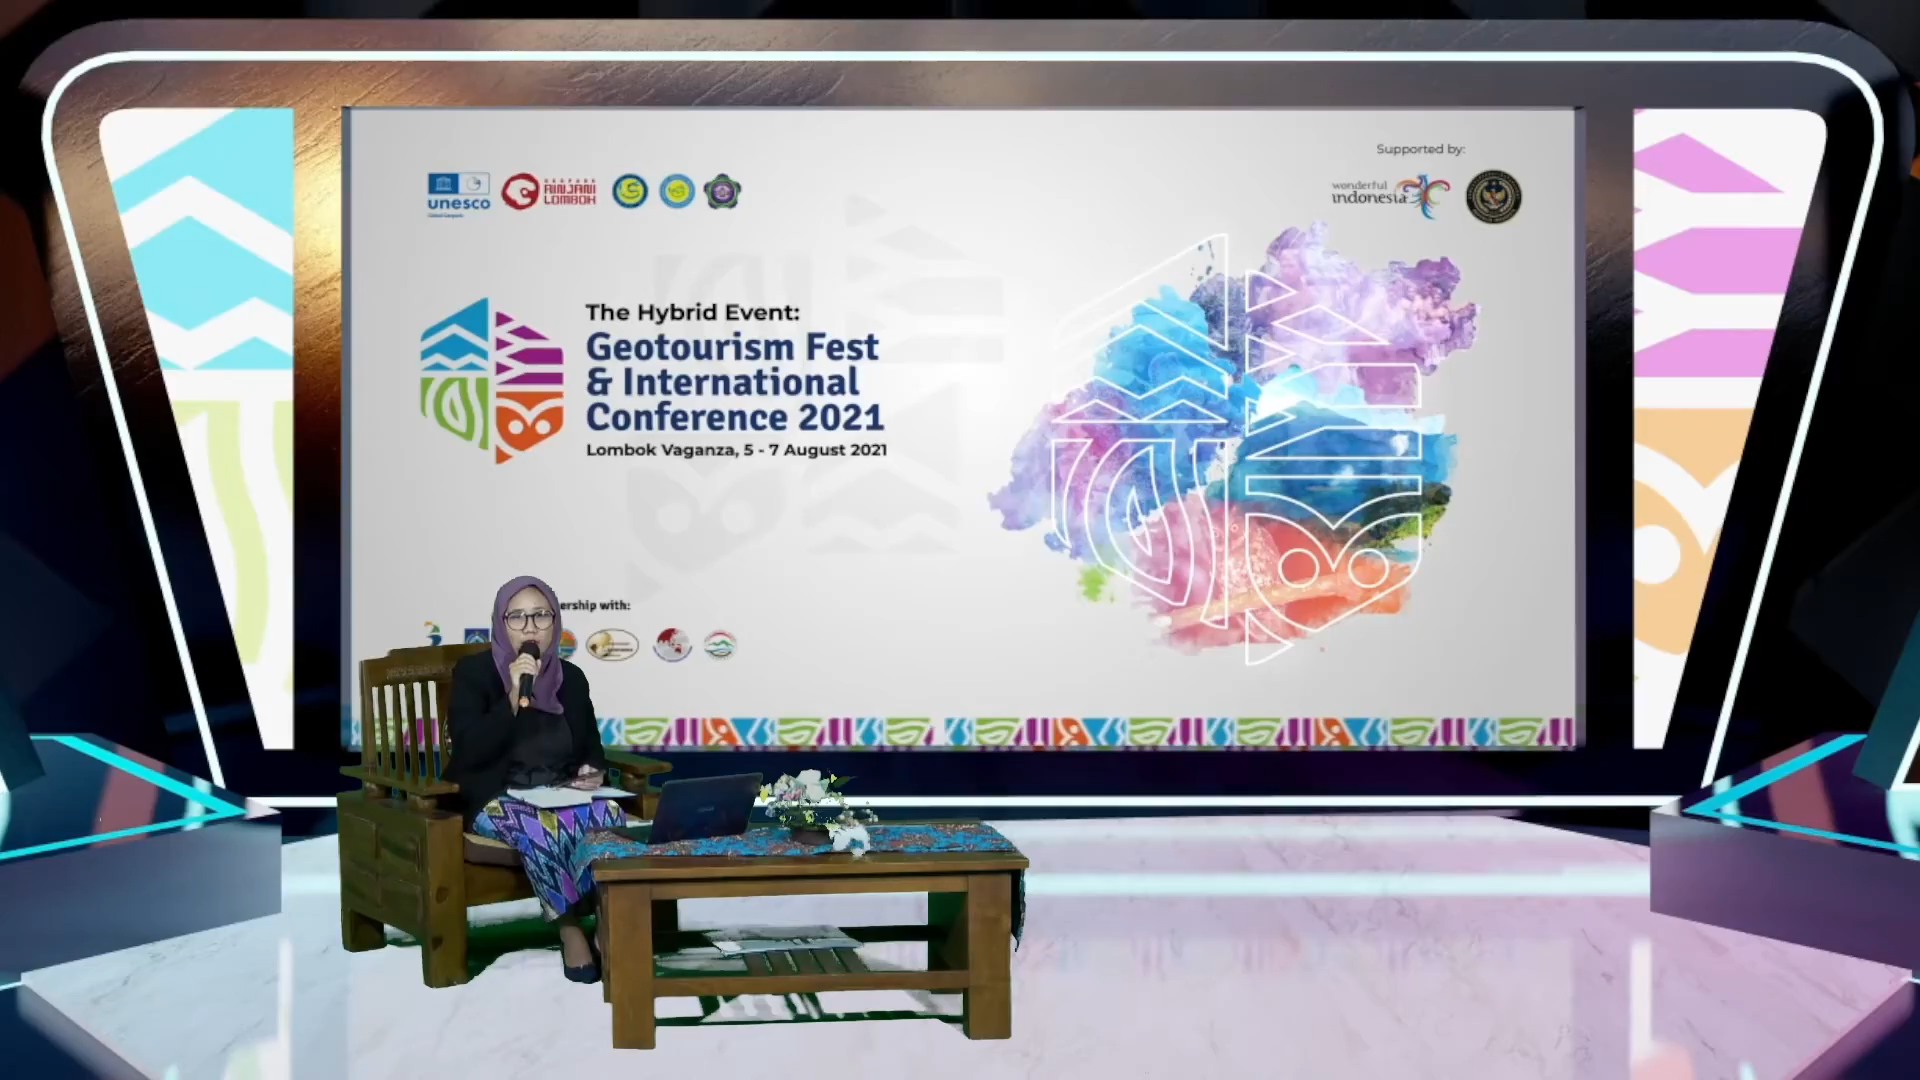 Supported by:
unesco
GEOPARK
RINJANI
LOMBOK
wonderful
indonesia
The Hybrid Event:
Geotourism Fest
& International
Conference 2021
Lombok Vaganza, 5 - 7 August 2021
ership with: